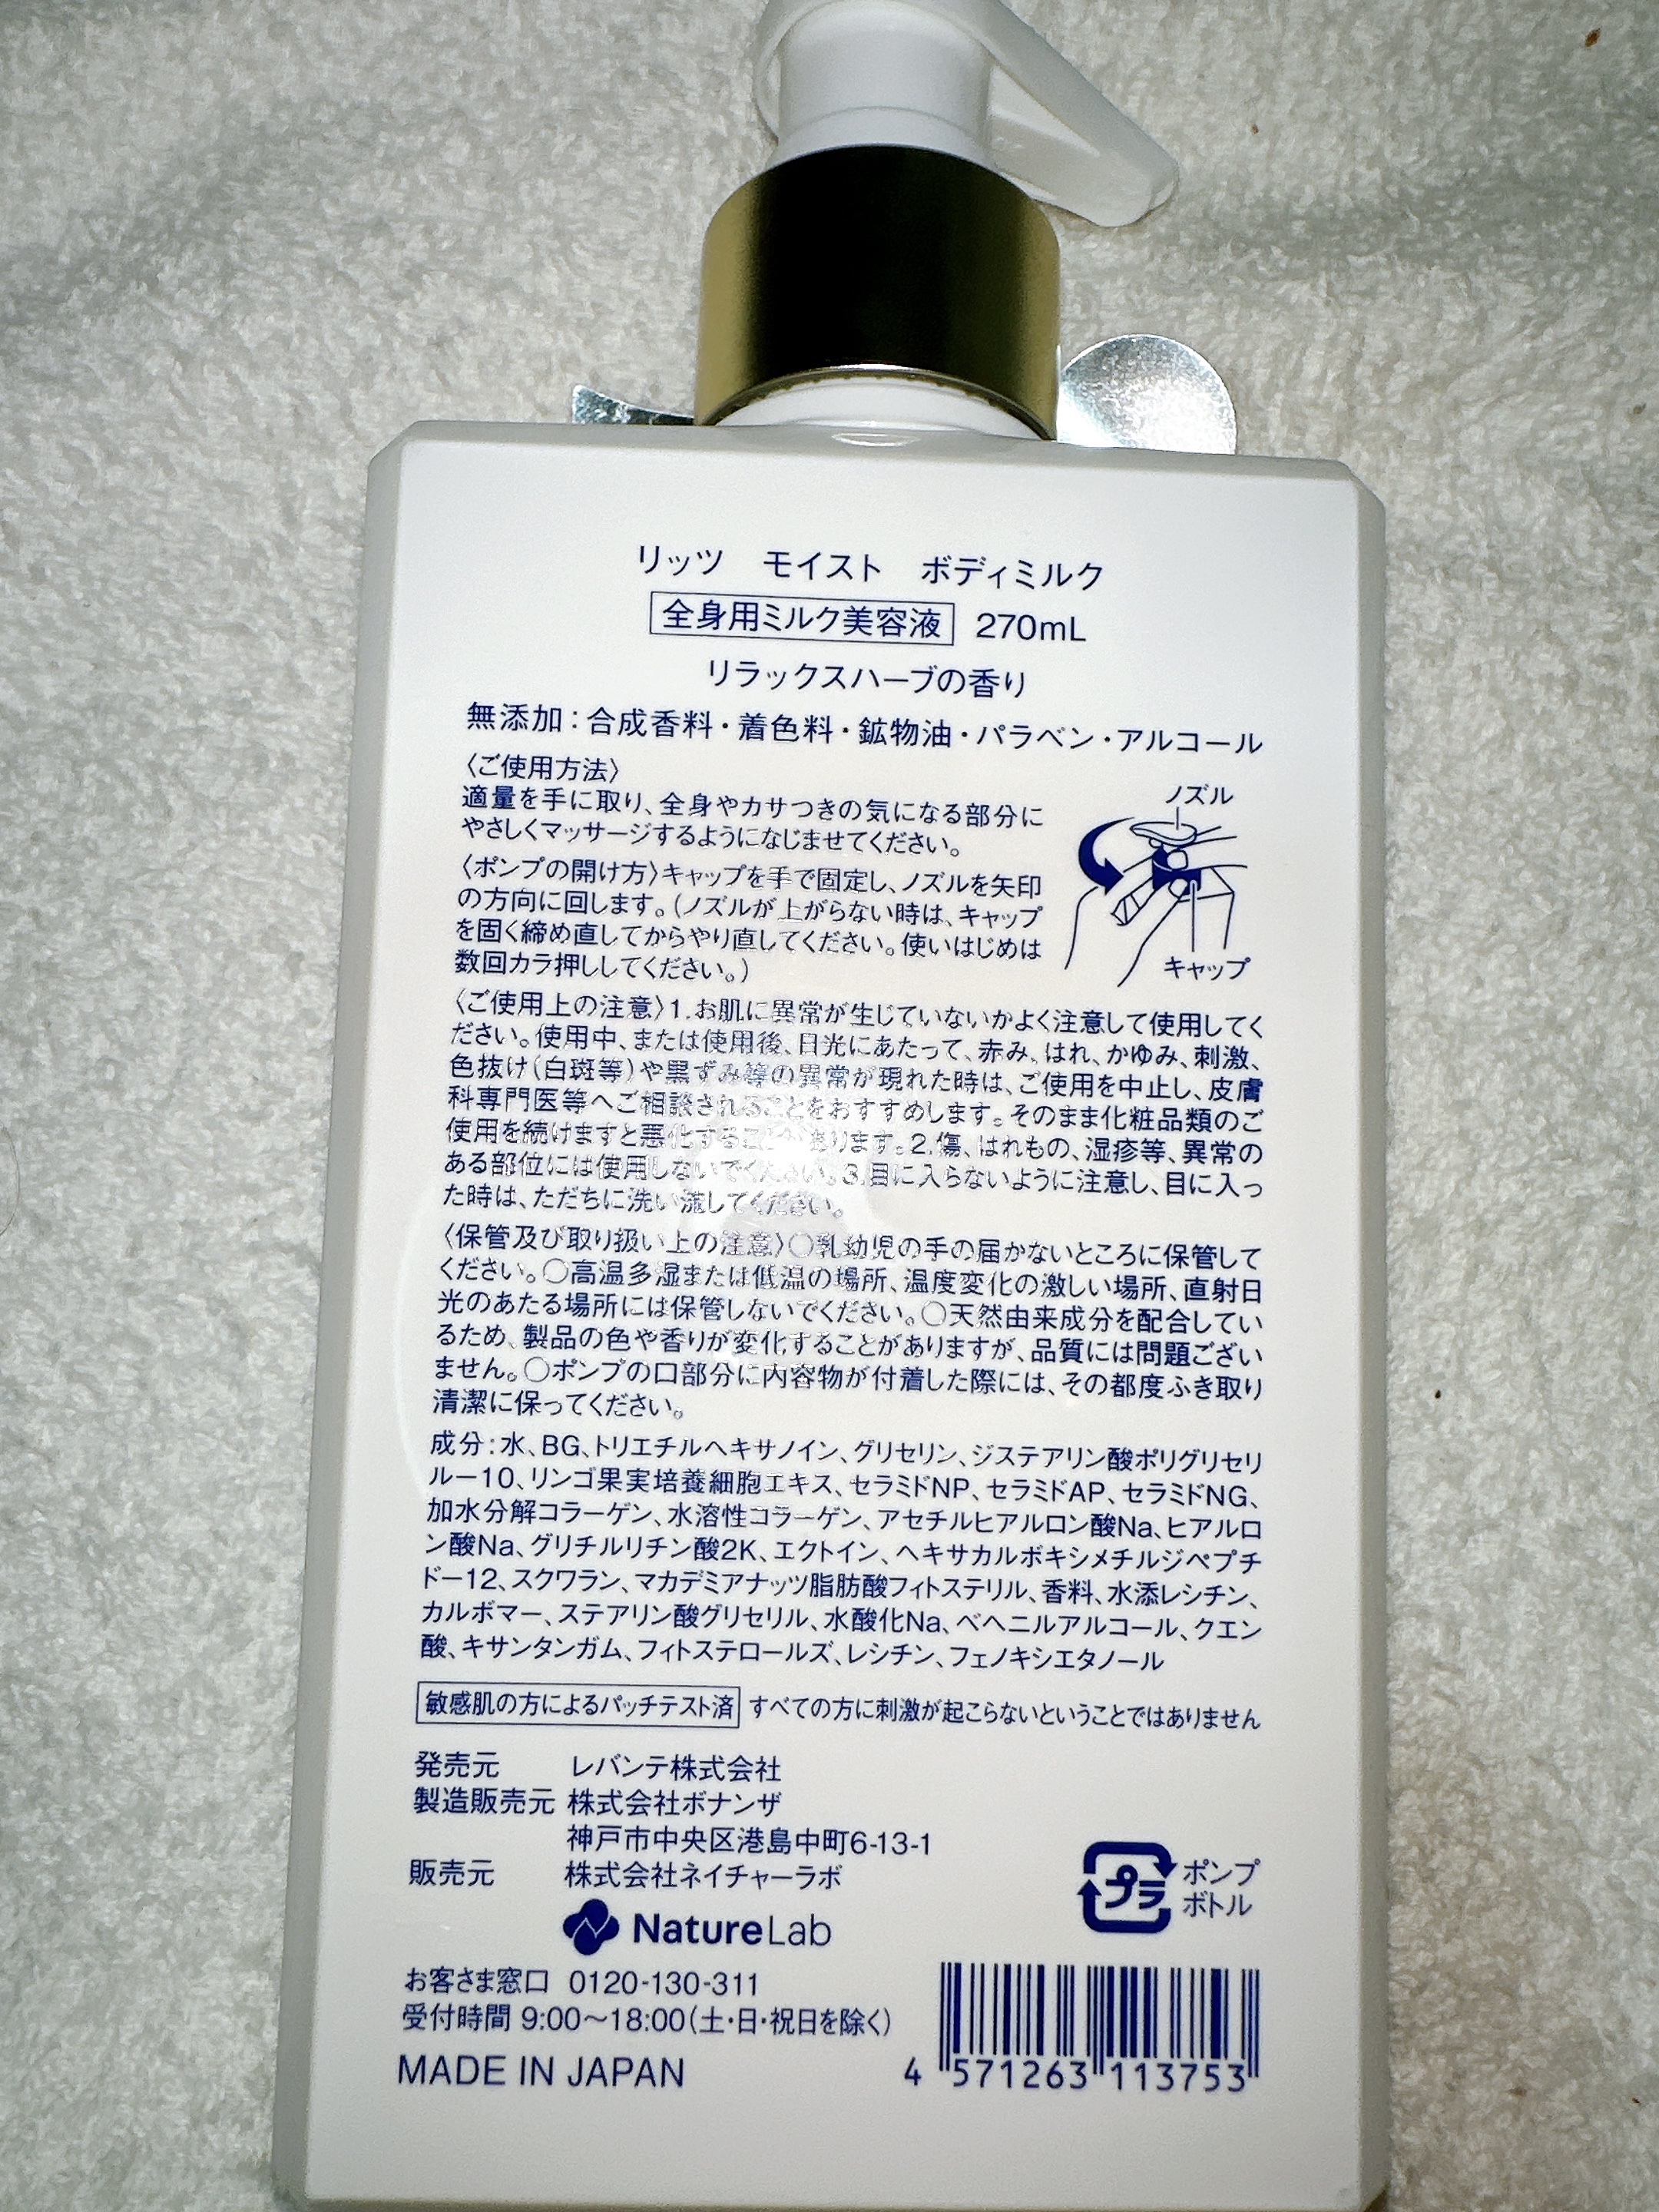 リッツ モイスト ボディミルク
全身用ミルク美容液 270mL
リラックスハーブの香り
無添加：合成香料・着色料・鉱物油・パラベン・アルコール
〈ご使用方法〉
適量を手に取り、全身やカサつきの気になる部分に
やさしくマッサージするようになじませてください。
〈ポンプの開け方〉キャップを手で固定し、ノズルを矢印
の方向に回します。（ノズルが上がらない時は、キャップ
を固く締め直してからやり直してください。使いはじめは
数回カラ押ししてください。）
ノズル
キャップ
〈ご使用上の注意〉1.お肌に異常が生じていないかよく注意して使用してく
ださい。使用中、または使用後、日光にあたって、赤み、はれ、かゆみ、刺激、
色抜け（白斑等）や黒ずみ等の異常が現れた時は、ご使用を中止し、皮膚
科専門医等へご相談されることをおすすめします。そのまま化粧品類のご
使用を続けますと悪化することがあります。2.傷、はれもの、湿疹等、異常の
ある部位には使用しないでください。3.目に入らないように注意し、目に入っ
た時は、ただちに洗い流してください。
〈保管及び取り扱い上の注意〉○乳幼児の手の届かないところに保管して
ください。○高温多湿または低温の場所、温度変化の激しい場所、直射日
光のあたる場所には保管しないでください。○天然由来成分を配合してい
るため、製品の色や香りが変化することがありますが、品質には問題ござい
ません。○ポンプの口部分に内容物が付着した際には、その都度ふき取り
清潔に保ってください。
成分：水、BG、トリエチルヘキサノイン、グリセリン、ジステアリン酸ポリグリセリ
ルー10、リンゴ果実培養細胞エキス、セラミドNP、セラミドAP、セラミドNG、
加水分解コラーゲン、水溶性コラーゲン、アセチルヒアルロン酸Na、ヒアルロ
ン酸Na、グリチルリチン酸2K、エクトイン、ヘキサカルボキシメチルジペプチ
ドー12、スクワラン、マカデミアナッツ脂肪酸フィトステリル、香料、水添レシチン、
カルボマー、ステアリン酸グリセリル、水酸化Na、ベヘニルアルコール、クエン
酸、キサンタンガム、フィトステロールズ、レシチン、フェノキシエタノール
敏感肌の方によるパッチテスト済 すべての方に刺激が起こらないということではありません
発売元 レバンテ株式会社
製造販売元 株式会社ボナンザ
神戸市中央区港島中町6-13-1
販売元 株式会社ネイチャーラボ
NatureLab
プラ ポンプ
ボトル
お客さま窓口 0120-130-311
受付時間 9:00～18:00（土・日・祝日を除く）
MADE IN JAPAN
4 571263 113753